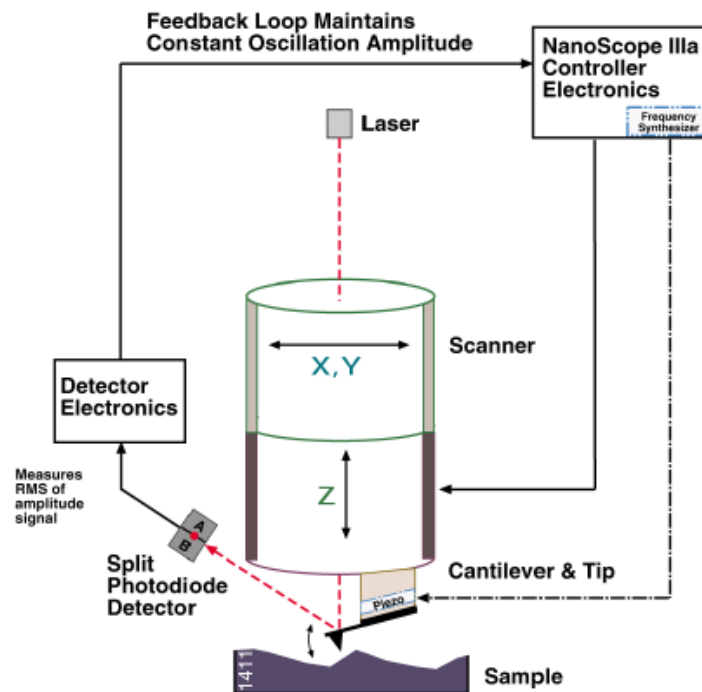 Feedback Loop Maintains
Constant Oscillation Amplitude
NanoScope IIIa
Controller
Electronics
Frequency
Synthesizer
Laser
X,Y
Scanner
Detector
Electronics
Z
Measures
RMS of
amplitude
signal
A
B
Split
Photodiode
Detector
Cantilever & Tip
Piezo
1411
Sample